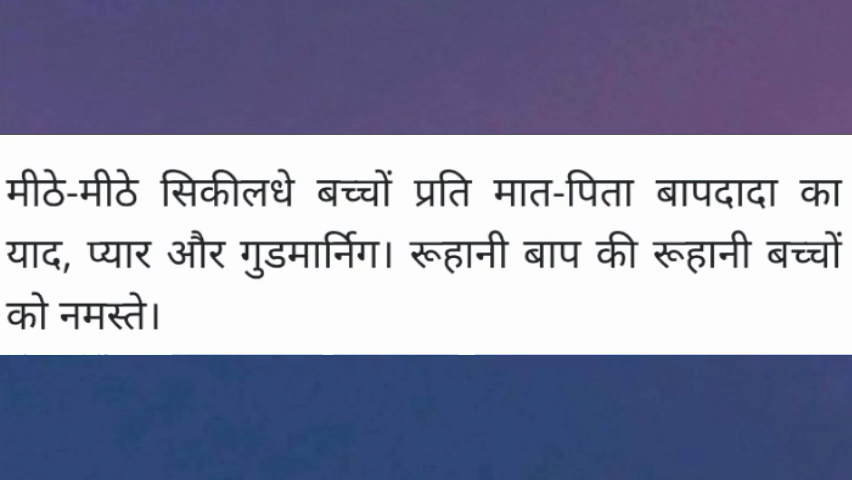 मीठे-मीठे सिकीलधे बच्चों प्रति मात-पिता बापदादा का
याद, प्यार और गुडमार्निग। रूहानी बाप की रूहानी बच्चों
को नमस्ते।